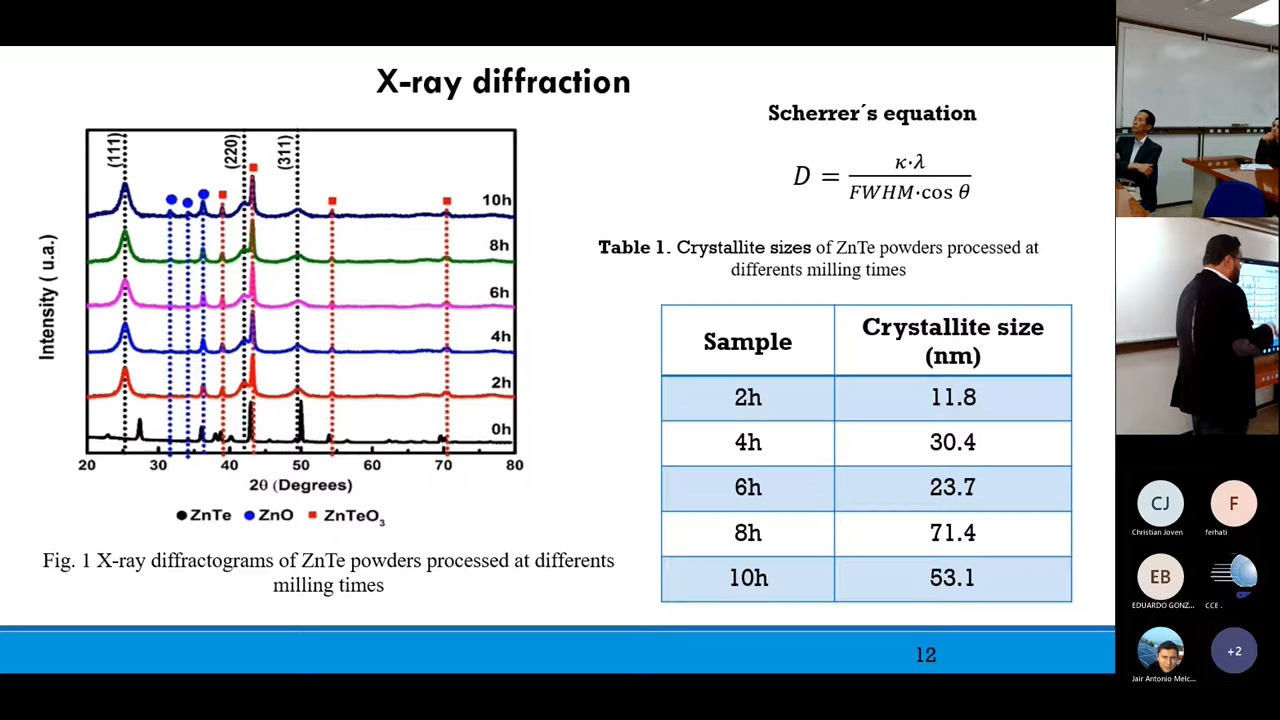 X-ray diffraction
Scherrer´s equation
D = κ·λ / FWHM·cos θ
Table 1. Crystallite sizes of ZnTe powders processed at
differents milling times
Sample
Crystallite size
(nm)
2h
11.8
4h
30.4
6h
23.7
8h
71.4
10h
53.1
(111)
(220)
(311)
10h
8h
6h
4h
2h
0h
Intensity ( u.a.)
20 30 40 50 60 70 80
2θ (Degrees)
ZnTe ZnO ZnTeO3
Fig. 1 X-ray diffractograms of ZnTe powders processed at differents
milling times
12
CJ
Christian Joven
F
ferhati
EB
EDUARDO GONZ...
CCE .
Jair Antonio Melc...
+2